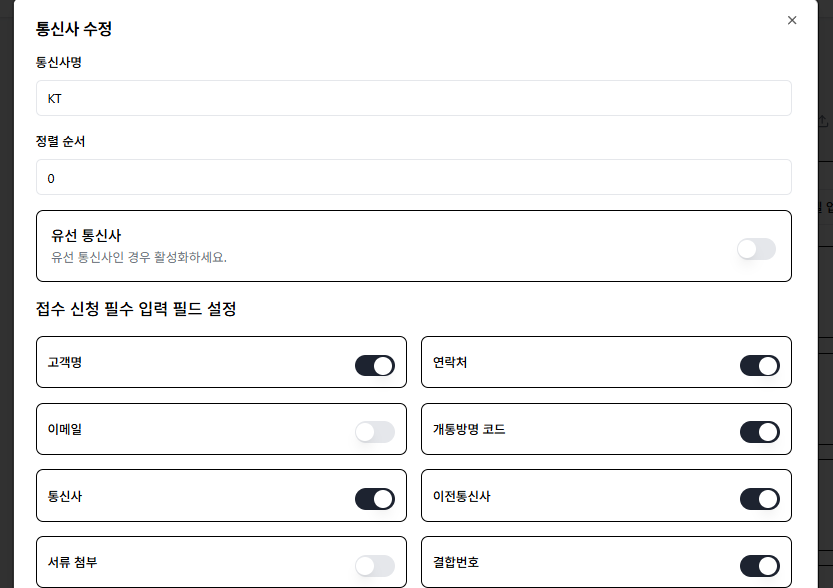 통신사 수정
통신사명
KT
정렬 순서
0
유선 통신사
유선 통신사인 경우 활성화하세요.
접수 신청 필수 입력 필드 설정
고객명
연락처
이메일
개통방명 코드
통신사
이전통신사
서류 첨부
결합번호